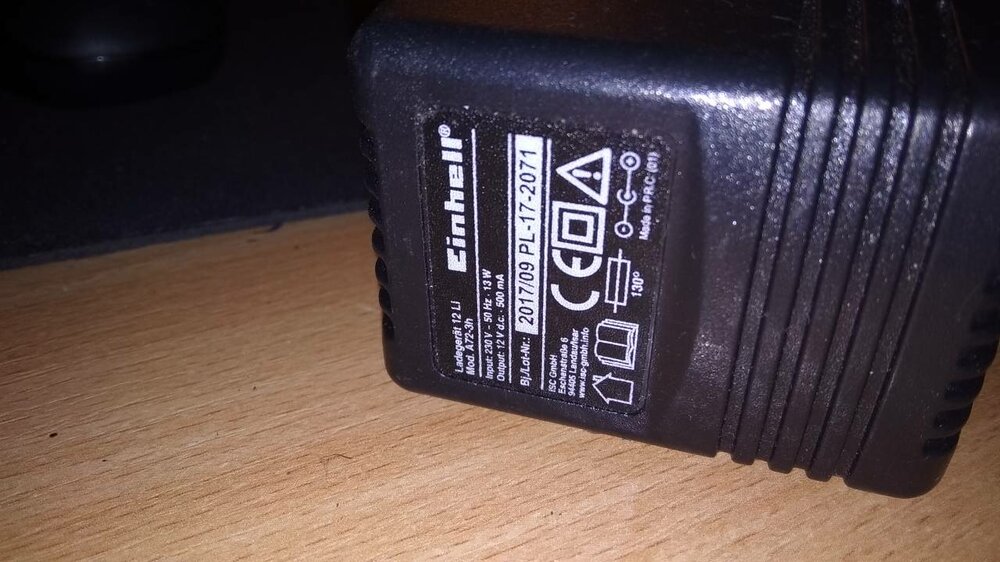 Einhell®
Ladegerät 12 Li
Mod. A72-3h
Input: 230 V ~ 50 Hz · 13 W
Output: 12 V d.c. · 500 mA
Bj./Lot-Nr.: 2017/09 PL-17-2071
iSC GmbH
Eschenstraße 6
94405 Landau/Isar
www.isc-gmbh.info
CE
130°
Made in P.R.C. (01)